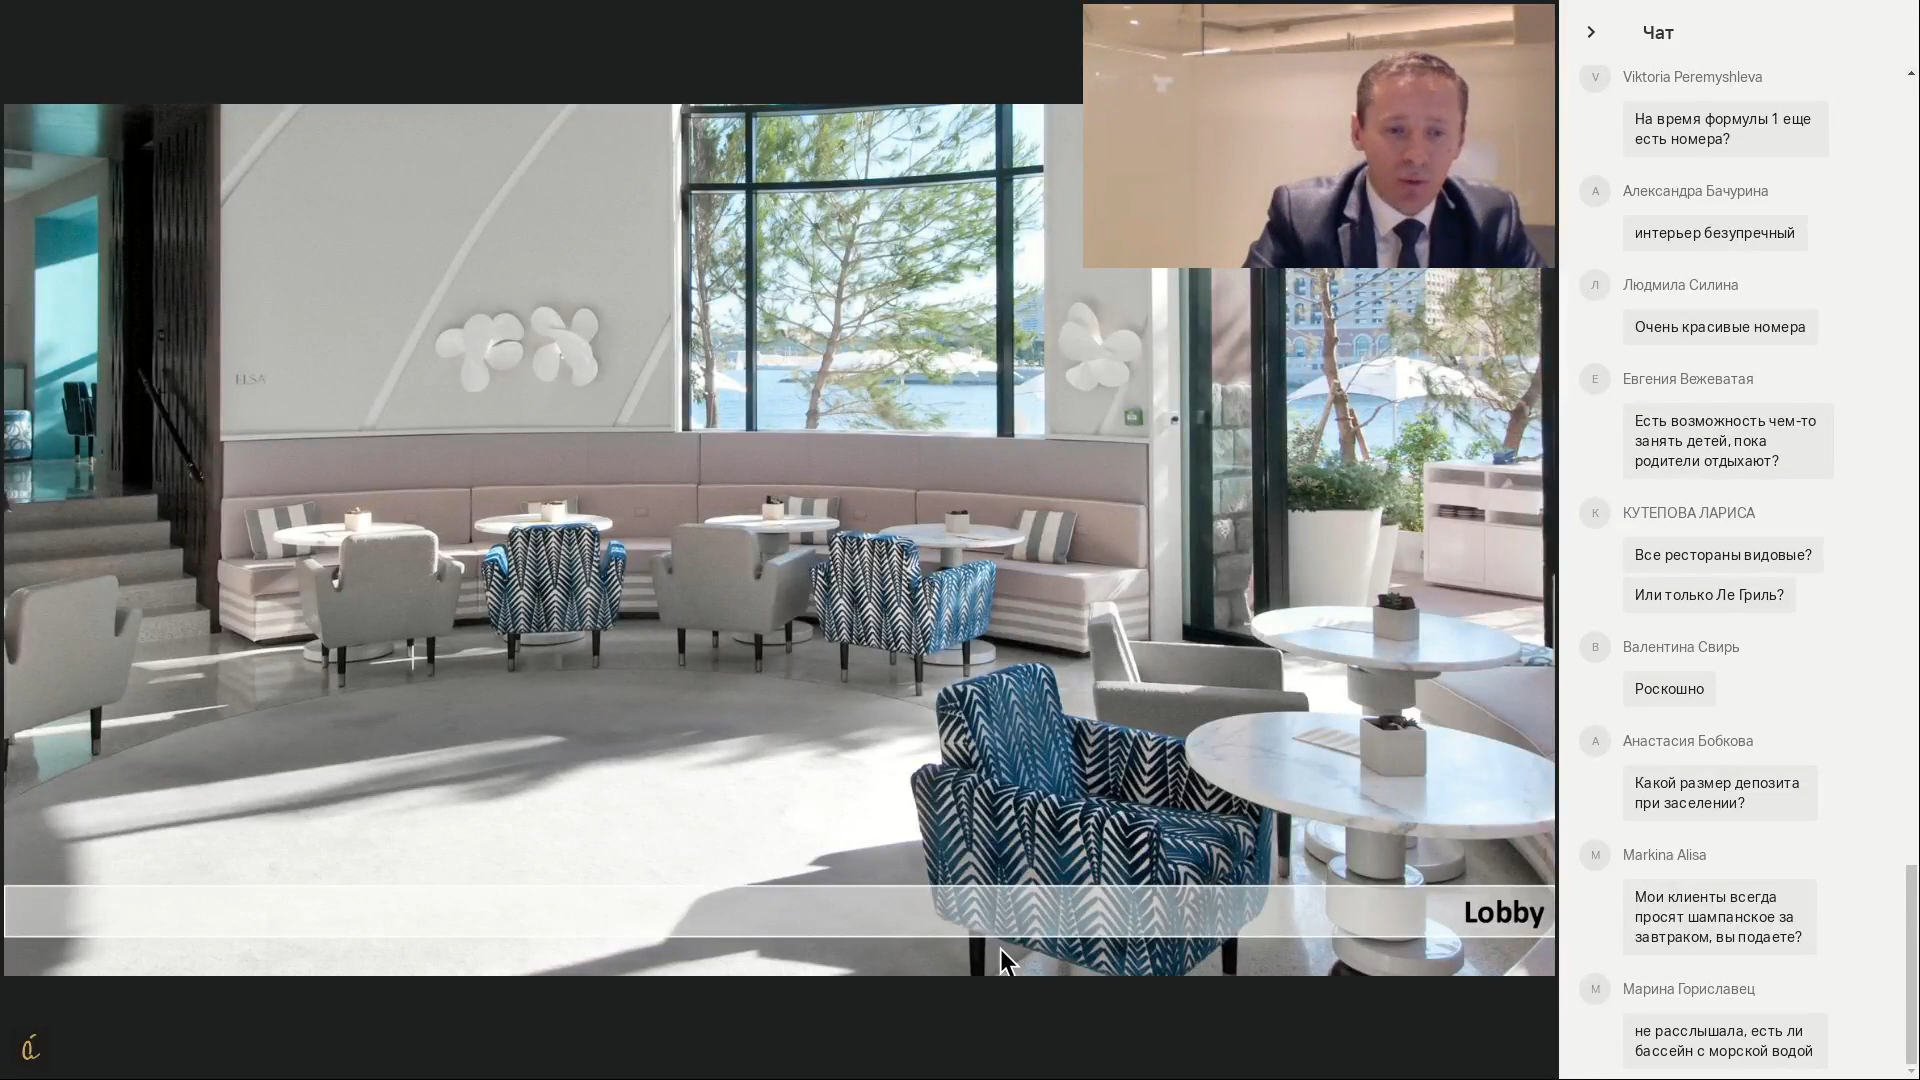 Чат
V
Viktoria Peremyshleva
На время формулы 1 еще
есть номера?
А
Александра Бачурина
интерьер безупречный
Л
Людмила Силина
Очень красивые номера
Е
Евгения Вежеватая
Есть возможность чем-то
занять детей, пока
родители отдыхают?
К
КУТЕПОВА ЛАРИСА
Все рестораны видовые?
Или только Ле Гриль?
В
Валентина Свирь
Роскошно
А
Анастасия Бобкова
Какой размер депозита
при заселении?
M
Markina Alisa
Мои клиенты всегда
просят шампанское за
завтраком, вы подаете?
М
Марина Гориславец
не расслышала, есть ли
бассейн с морской водой
ELSA
Lobby
á